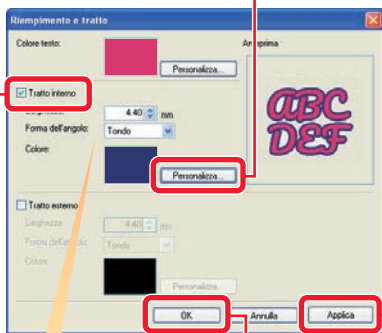 Riempimento e tratto
Colore testo:
Anteprima
Personalizza...
Tratto interno
4.40 mm
Forma dell'angolo: Tondo
Colore:
Personalizza...
ABC
DEF
Tratto esterno
Larghezza: 4.40 mm
Forma dell'angolo: Tondo
Colore:
Personalizza...
OK Annulla Applica